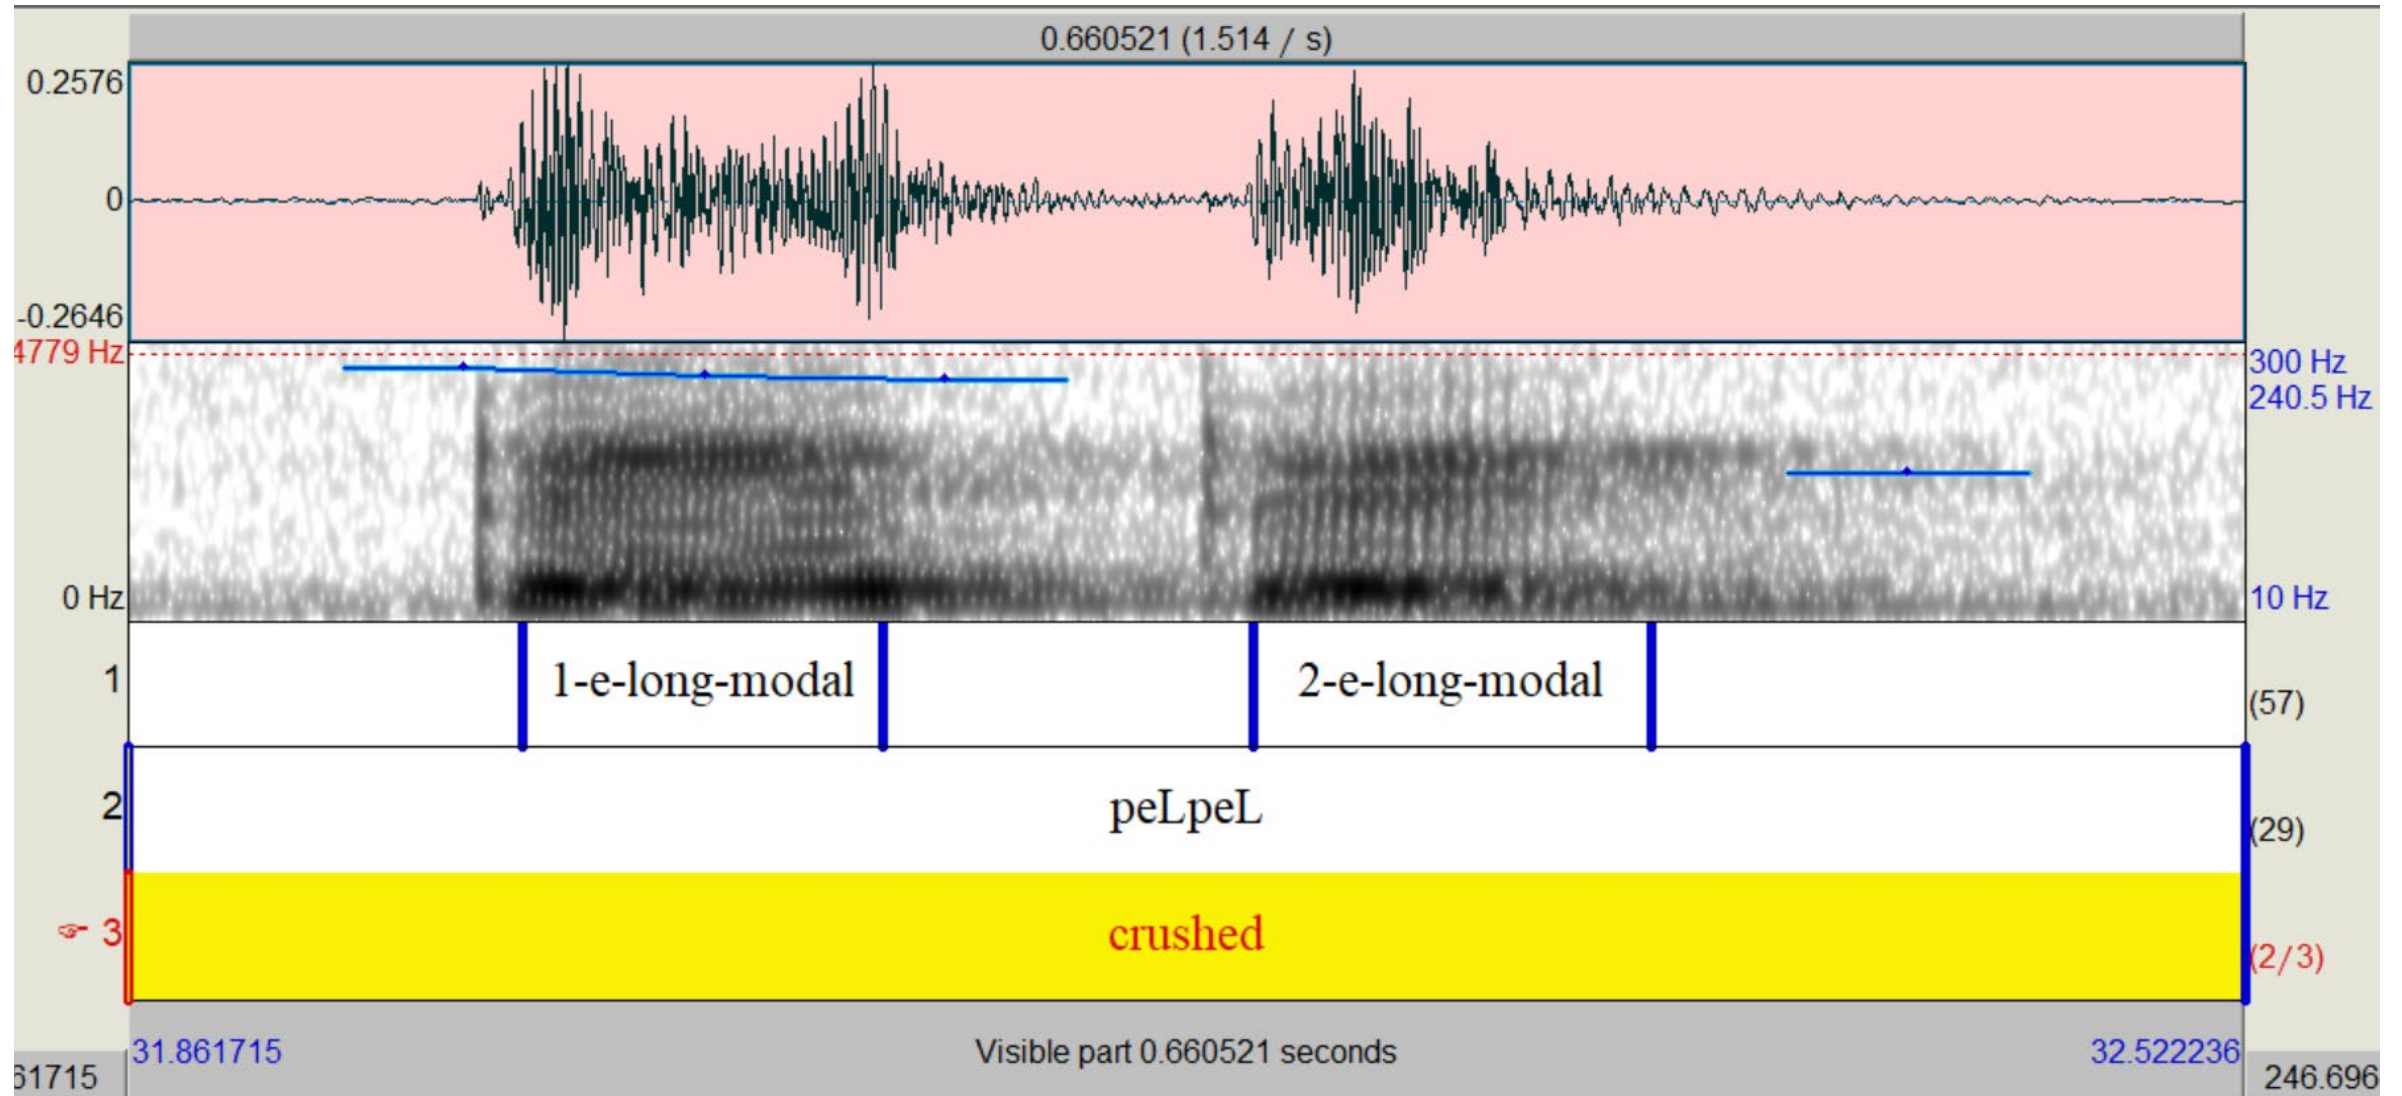 0.660521 (1.514 / s)
0.2576
0
-0.2646
4779 Hz
300 Hz
240.5 Hz
0 Hz
10 Hz
1
1-e-long-modal
2-e-long-modal
(57)
2
peLpeL
(29)
☞ 3
crushed
(2/3)
31.861715
Visible part 0.660521 seconds
32.522236
61715
246.696